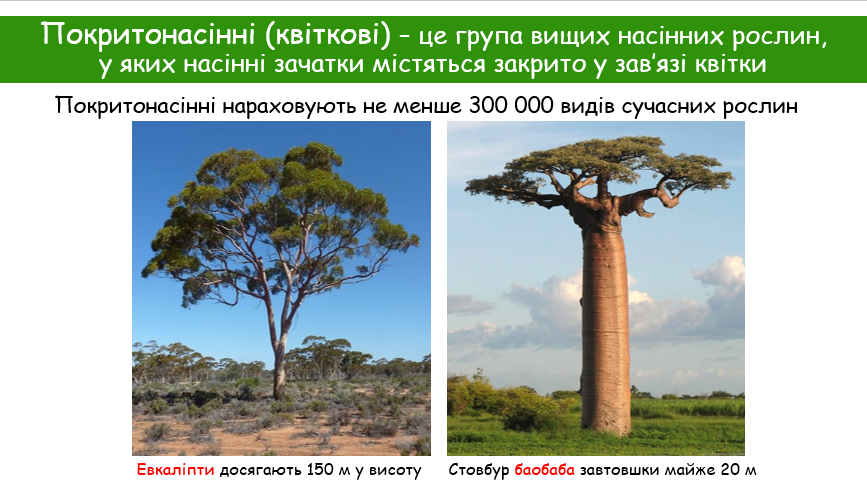 Покритонасінні (квіткові) – це група вищих насінних рослин,
у яких насінні зачатки містяться закрито у зав’язі квітки
Покритонасінні нараховують не менше 300 000 видів сучасних рослин
Евкаліпти досягають 150 м у висоту
Стовбур баобаба завтовшки майже 20 м